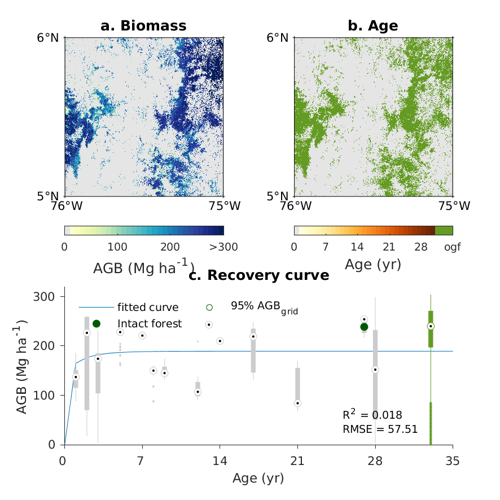 a. Biomass
b. Age
6°N
5°N
76°W
75°W
6°N
5°N
76°W
75°W
0
100
200
>300
AGB (Mg ha-1)
0
7
14
21
28
ogf
Age (yr)
c. Recovery curve
fitted curve
95% AGBgrid
Intact forest
300
200
100
0
AGB (Mg ha-1)
R2 = 0.018
RMSE = 57.51
0
7
14
21
28
35
Age (yr)